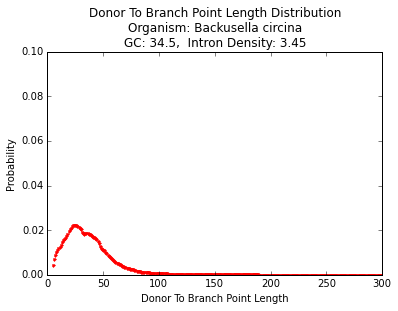 Donor To Branch Point Length Distribution
Organism: Backusella circina
GC: 34.5,  Intron Density: 3.45
0.10
0.08
0.06
0.04
0.02
0.00
Probability
0 50 100 150 200 250 300
Donor To Branch Point Length